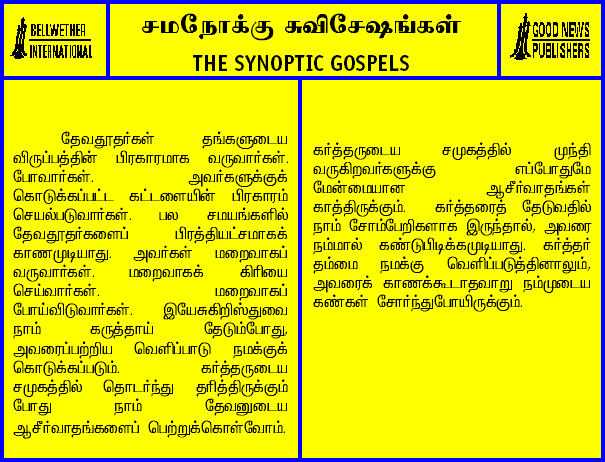 BELLWETHER
INTERNATIONAL
சமநோக்கு சுவிசேஷங்கள்
THE SYNOPTIC GOSPELS
GOOD NEWS
PUBLISHERS
தேவதூதர்கள் தங்களுடைய
விருப்பத்தின் பிரகாரமாக வருவார்கள்.
போவார்கள். அவர்களுக்குக்
கொடுக்கப்பட்ட கட்டளையின் பிரகாரம்
செயல்படுவார்கள். பல சமயங்களில்
தேவதூதர்களைப் பிரத்தியட்சமாகக்
காணமுடியாது. அவர்கள் மறைவாகப்
வருவார்கள். மறைவாகக் கிரியை
செய்வார்கள். மறைவாகப்
போய்விடுவார்கள். இயேசுகிறிஸ்துவை
நாம் கருத்தாய் தேடும்போது,
அவரைப்பற்றிய வெளிப்பாடு நமக்குக்
கொடுக்கப்படும். கர்த்தருடைய
சமுகத்தில் தொடர்ந்து தரித்திருக்கும்
போது நாம் தேவனுடைய
ஆசீர்வாதங்களைப் பெற்றுக்கொள்வோம்.
கர்த்தருடைய சமுகத்தில் முந்தி
வருகிறவர்களுக்கு எப்போதுமே
மேன்மையான ஆசீர்வாதங்கள்
காத்திருக்கும். கர்த்தரைத் தேடுவதில்
நாம் சோம்பேறிகளாக இருந்தால், அவரை
நம்மால் கண்டுபிடிக்கமுடியாது. கர்த்தர்
தம்மை நமக்கு வெளிப்படுத்தினாலும்,
அவரைக் காணக்கூடாதவாறு நம்முடைய
கண்கள் சோர்ந்துபோயிருக்கும்.